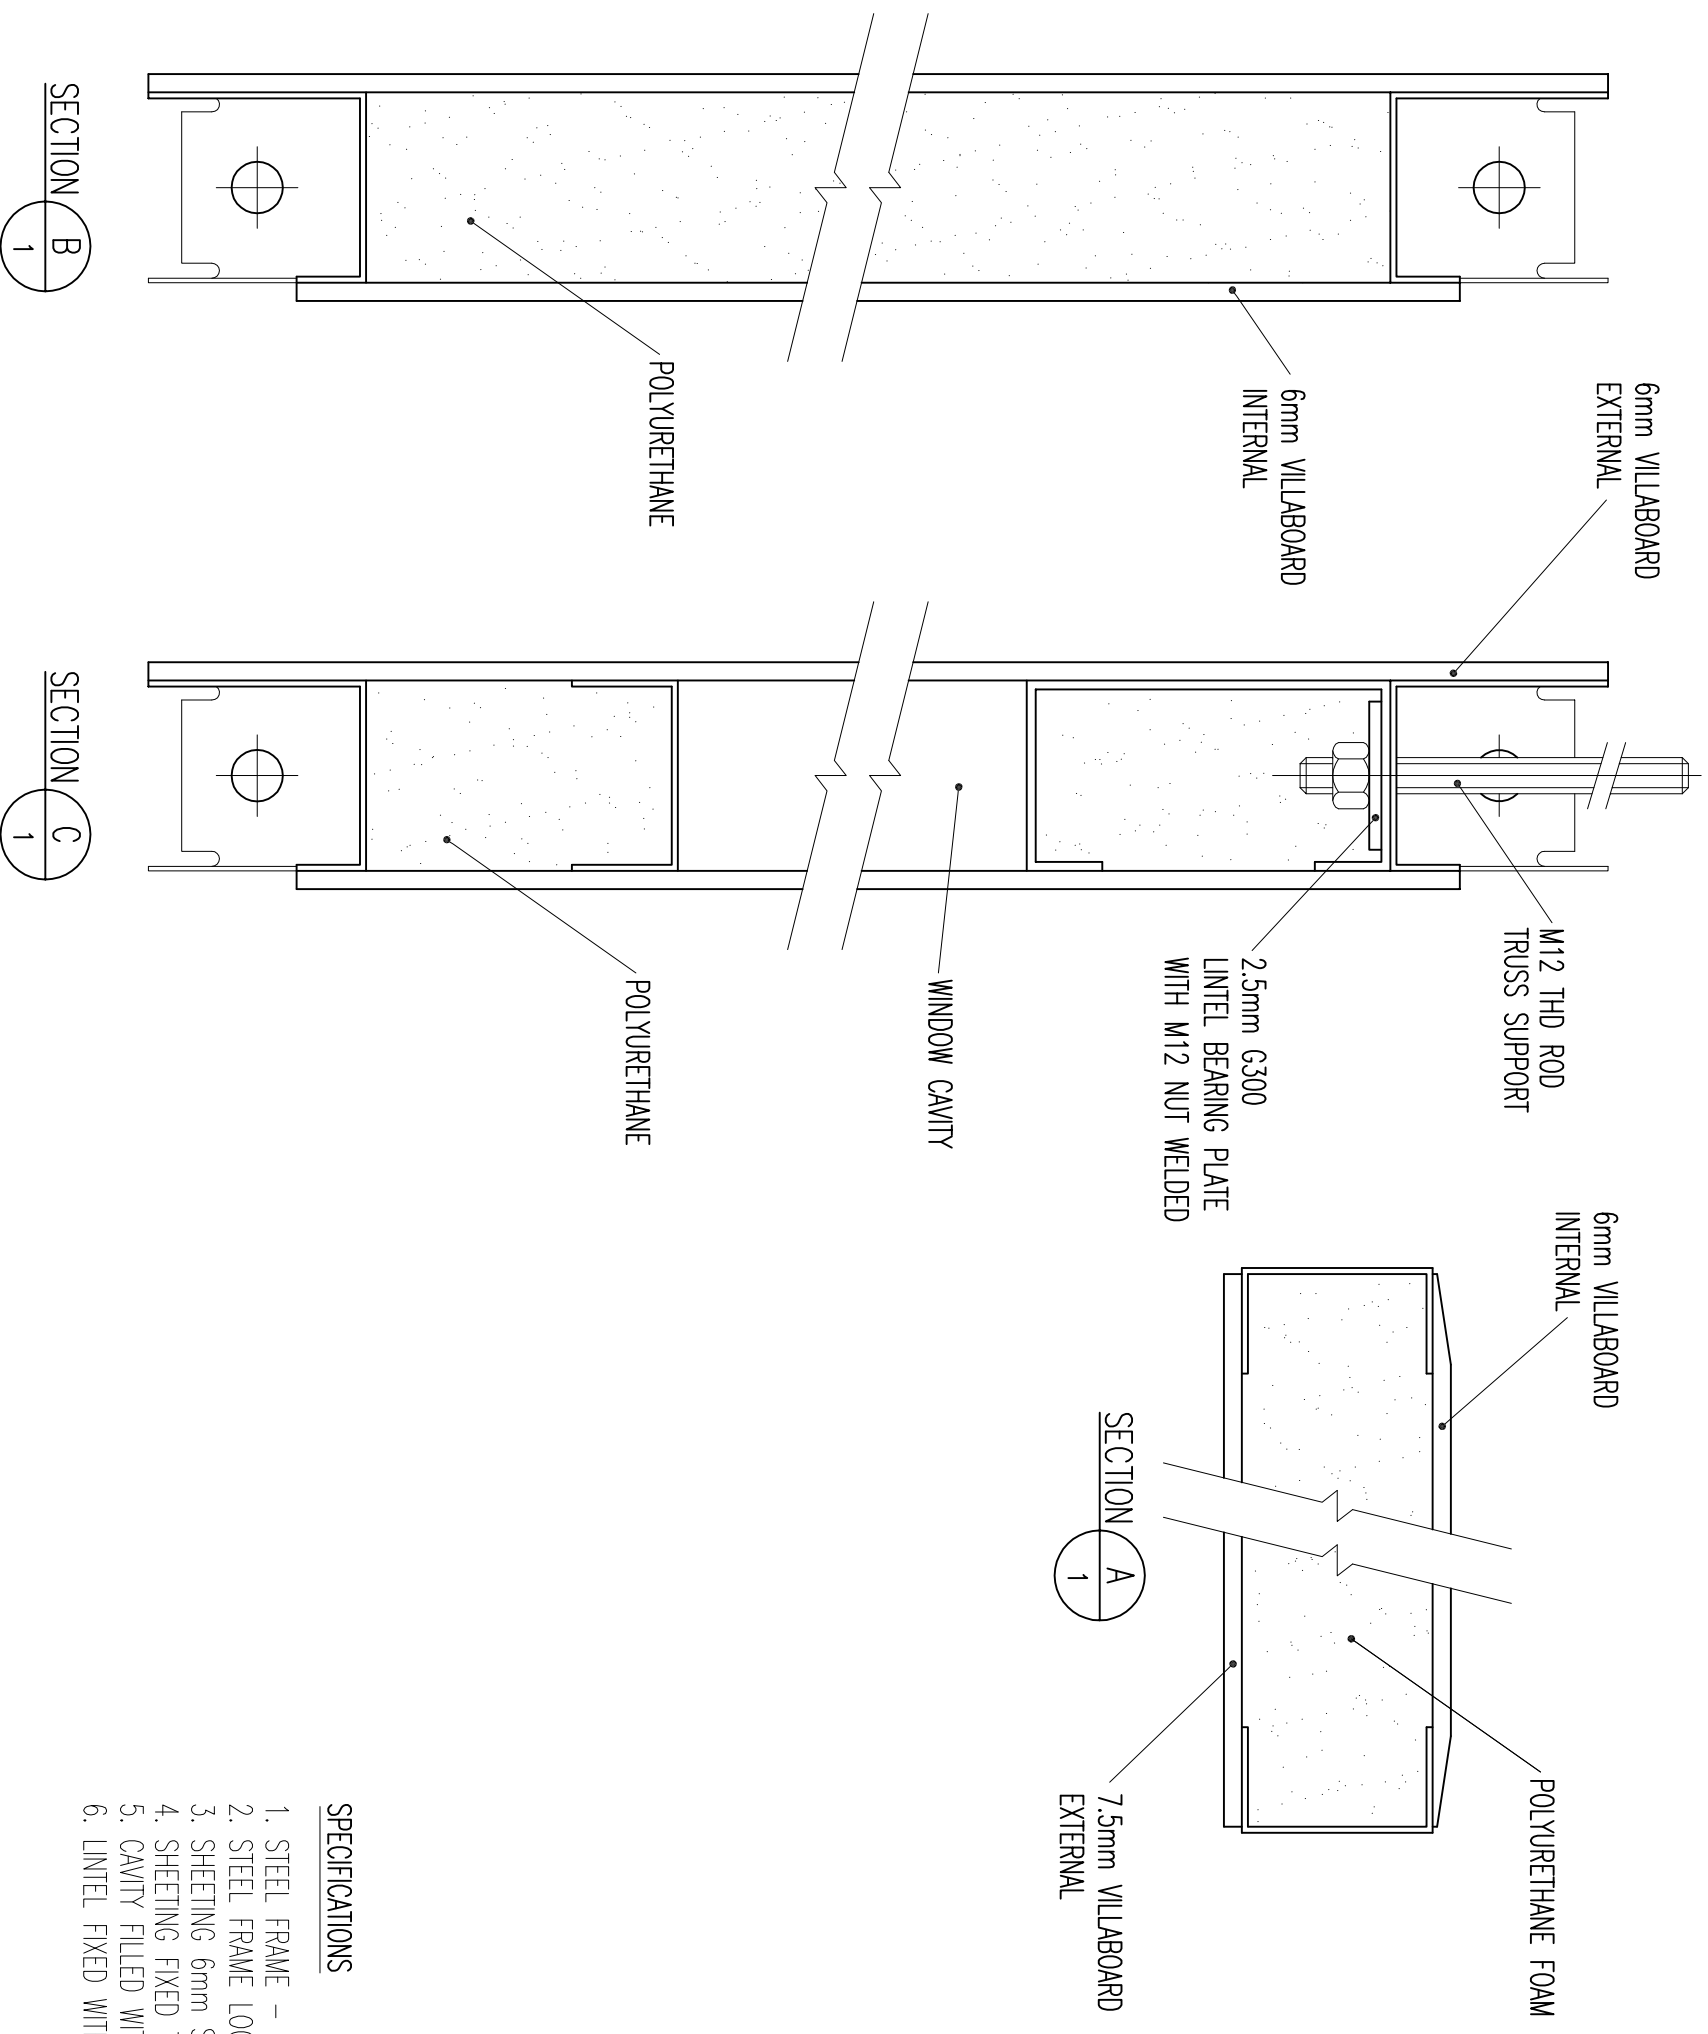 6mm VILLABOARD
EXTERNAL
6mm VILLABOARD
INTERNAL
POLYURETHANE
SECTION B
1
M12 THD ROD
TRUSS SUPPORT
2.5mm G300
LINTEL BEARING PLATE
WITH M12 NUT WELDED
WINDOW CAVITY
POLYURETHANE
SECTION C
1
6mm VILLABOARD
INTERNAL
POLYURETHANE FOAM
7.5mm VILLABOARD
EXTERNAL
SECTION A
1
SPECIFICATIONS
1. STEEL FRAME -
2. STEEL FRAME
3. SHEETING 6mm
4. SHEETING FIXED
5. CAVITY FILLED
6. LINTEL FIXED